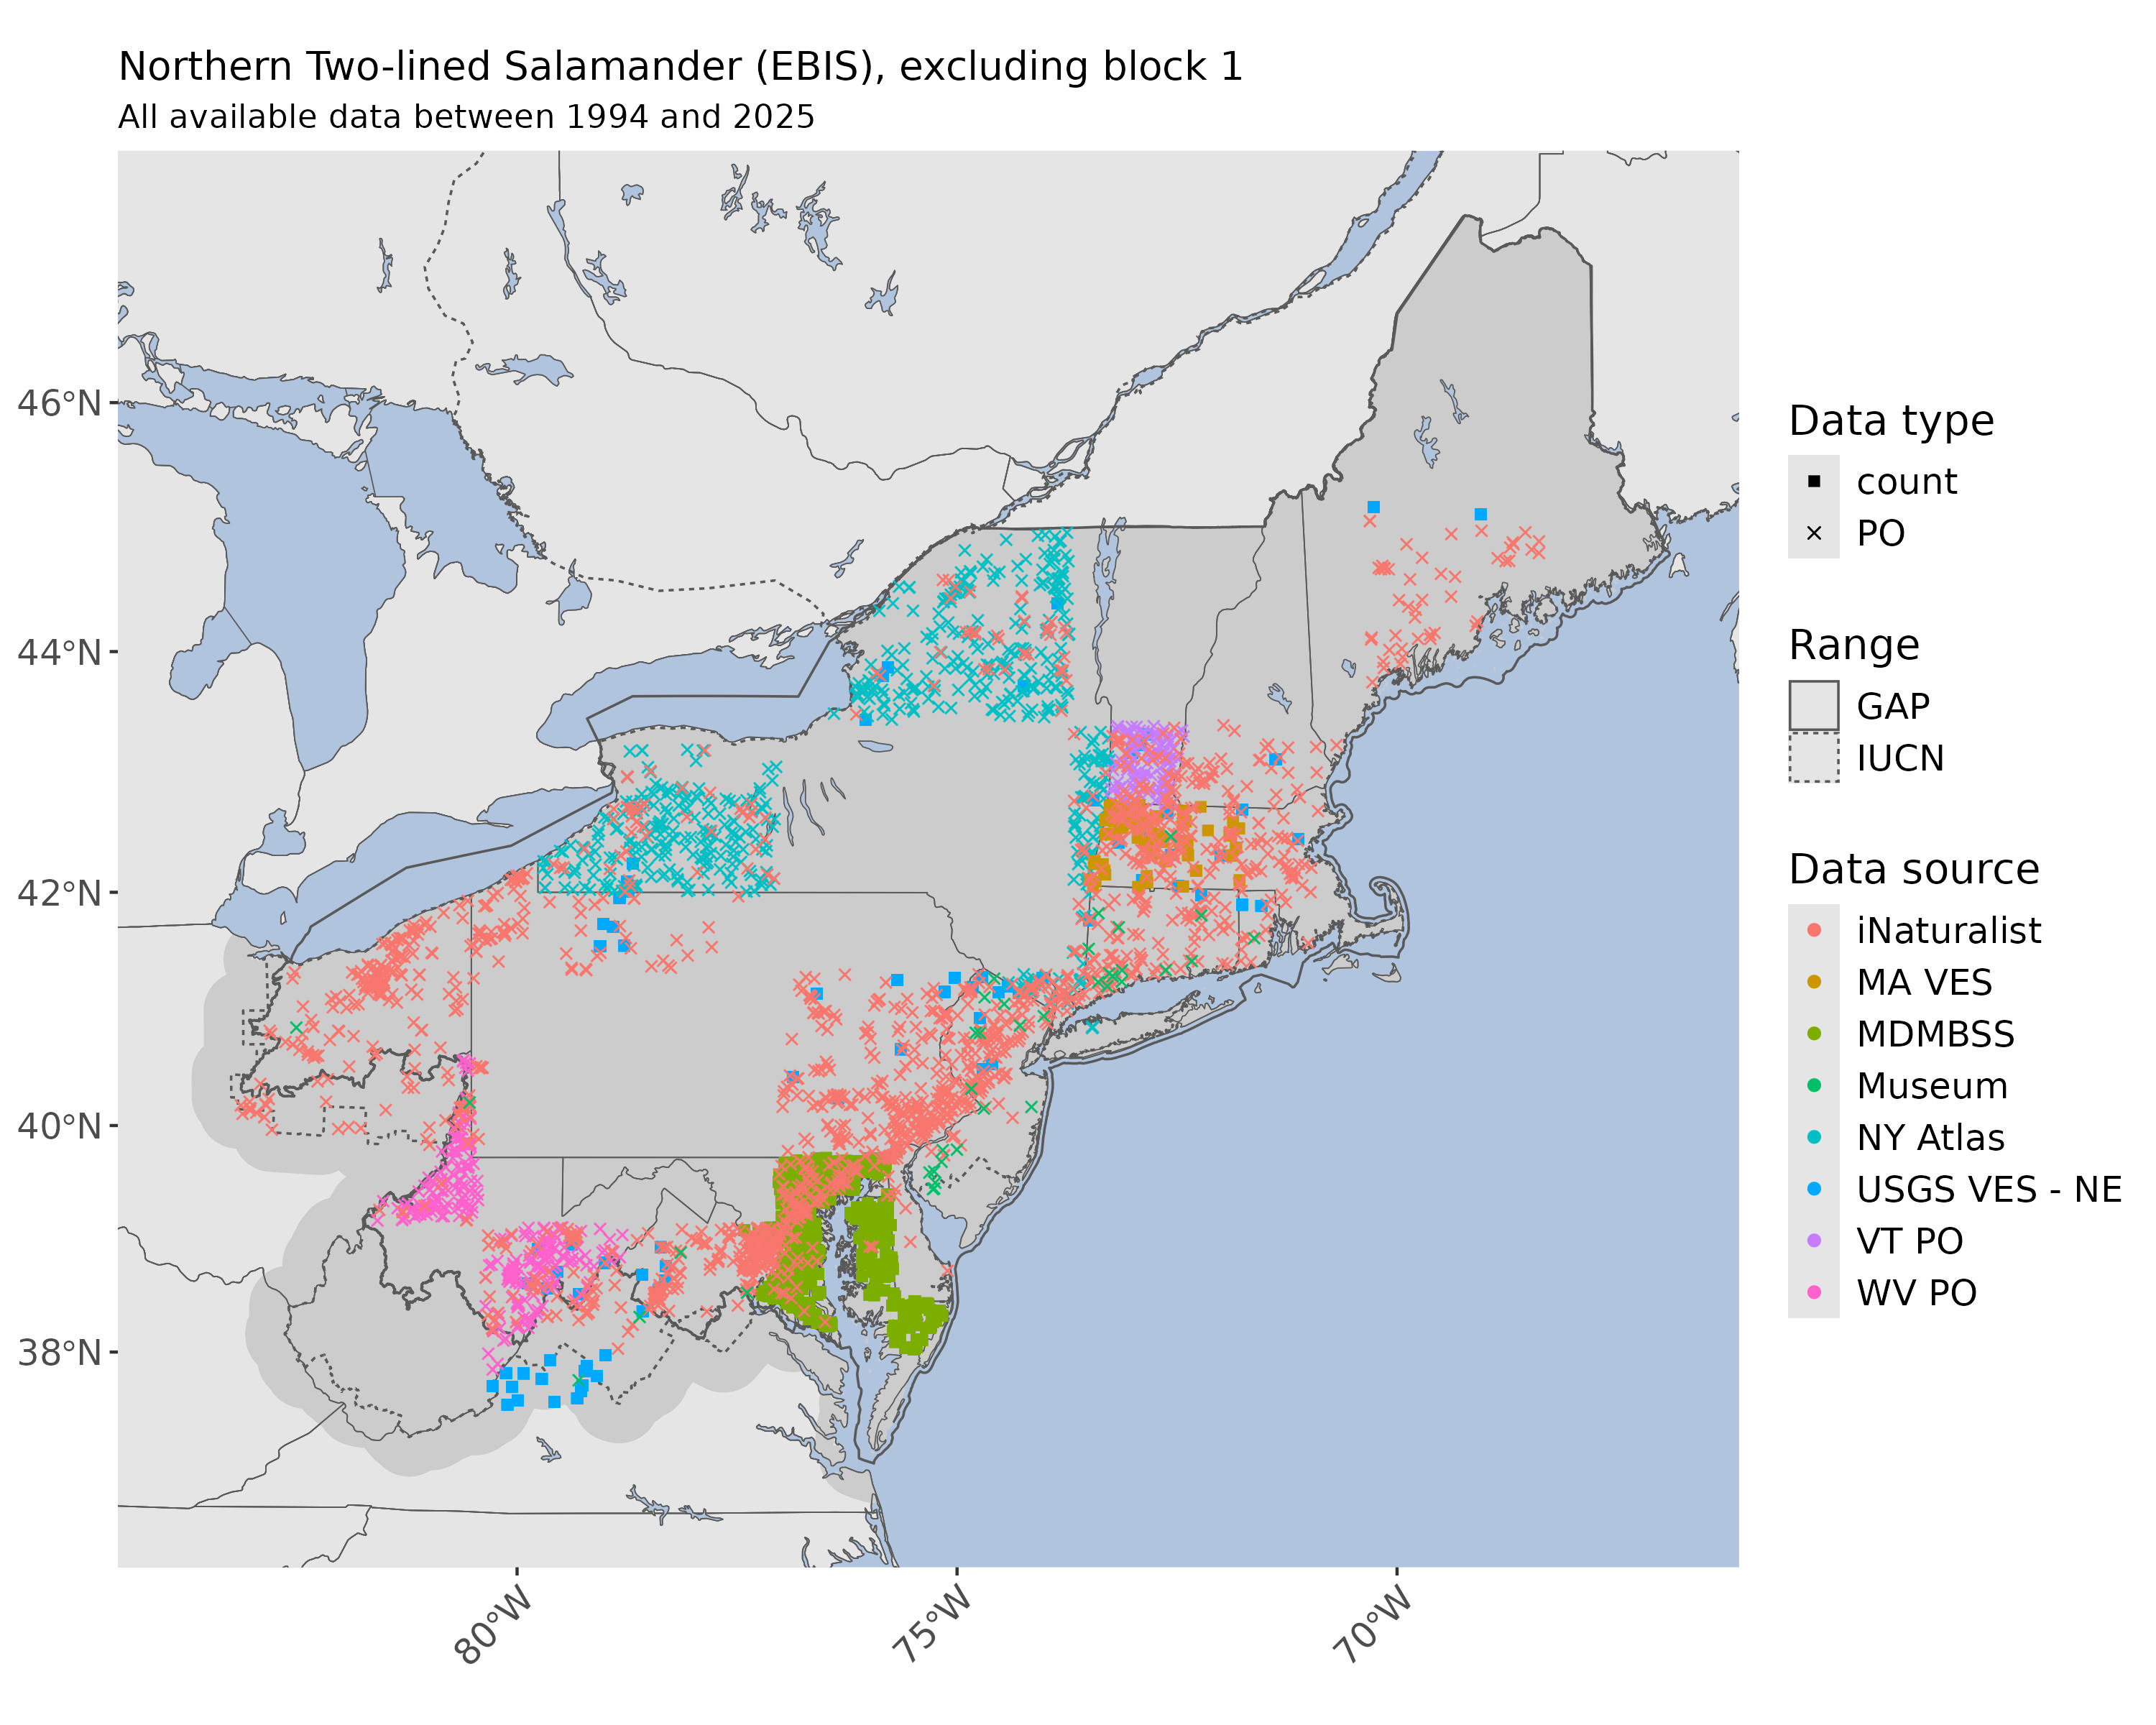 Northern Two-lined Salamander (EBIS), excluding block 1
All available data between 1994 and 2025
46°N
44°N
42°N
40°N
38°N
80°W
75°W
70°W
Data type
count
PO
Range
GAP
IUCN
Data source
iNaturalist
MA VES
MDMBSS
Museum
NY Atlas
USGS VES - NE
VT PO
WV PO